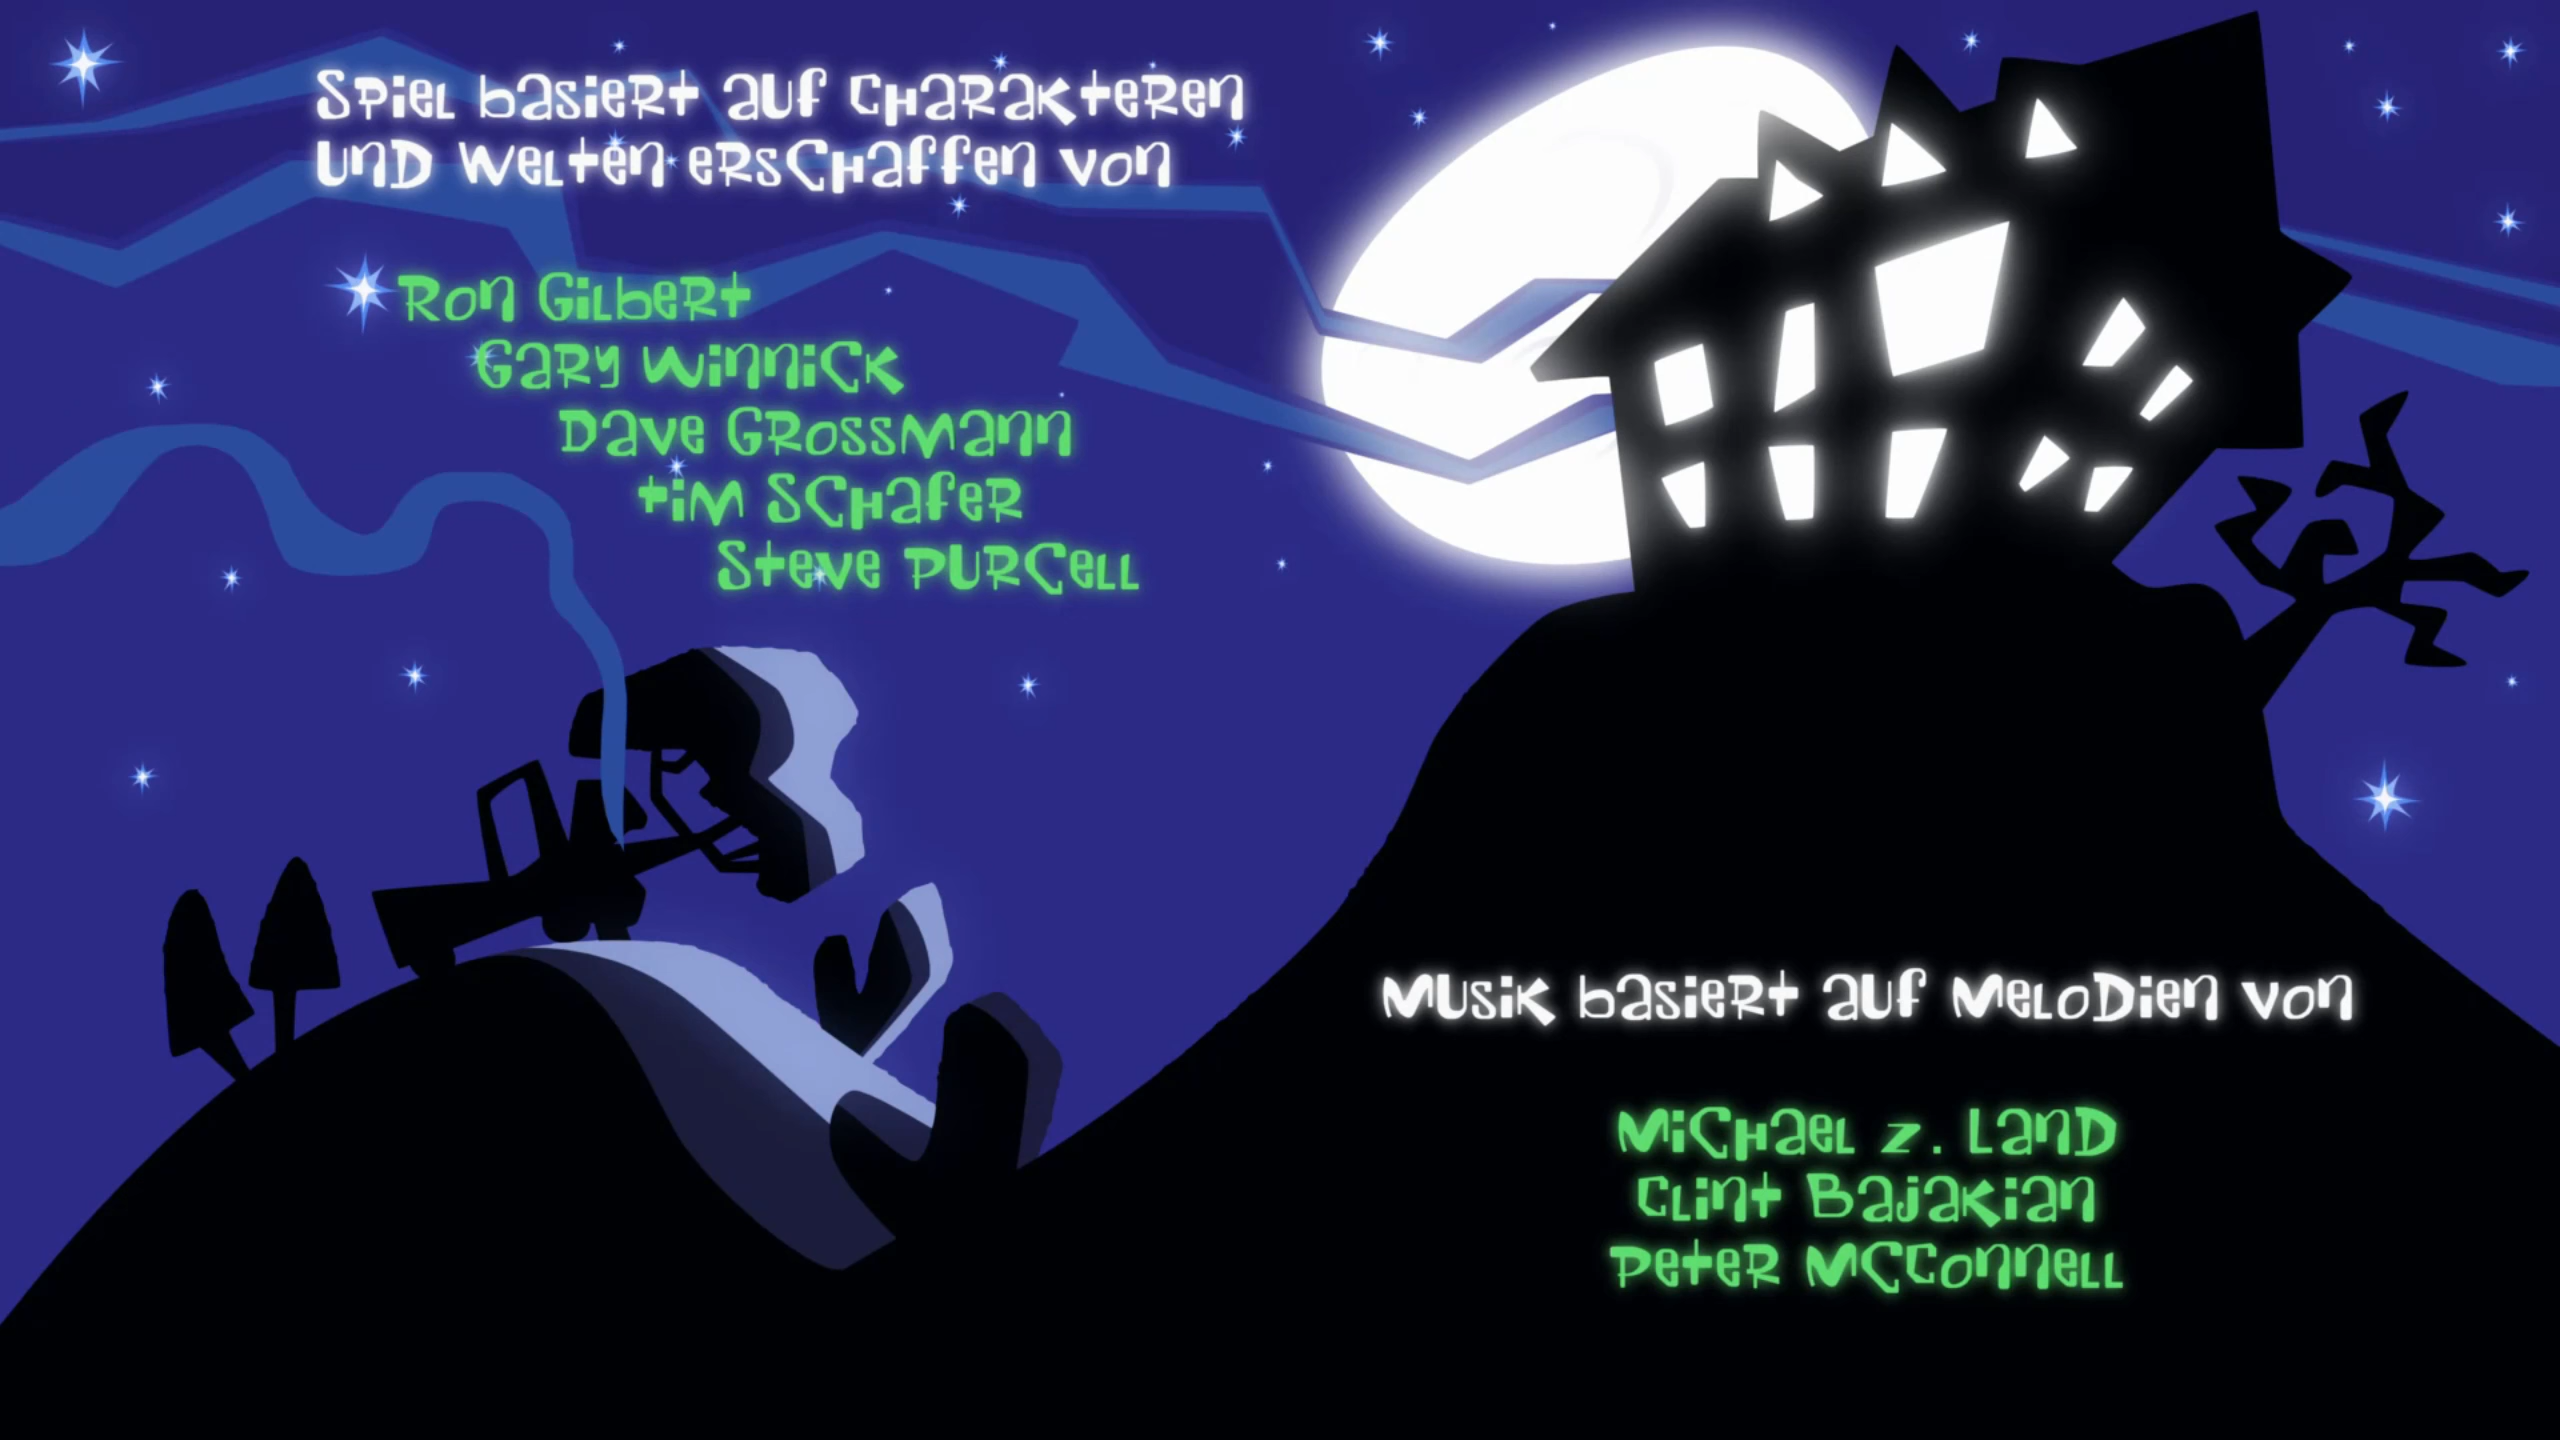 Spiel basiert auf Charakteren
und Welten erschaffen von
Ron Gilbert
Gary Winnick
Dave Grossmann
Tim Schafer
Steve Purcell
Musik basiert auf Melodien von
Michael Z. Land
Clint Bajakian
Peter McConnell